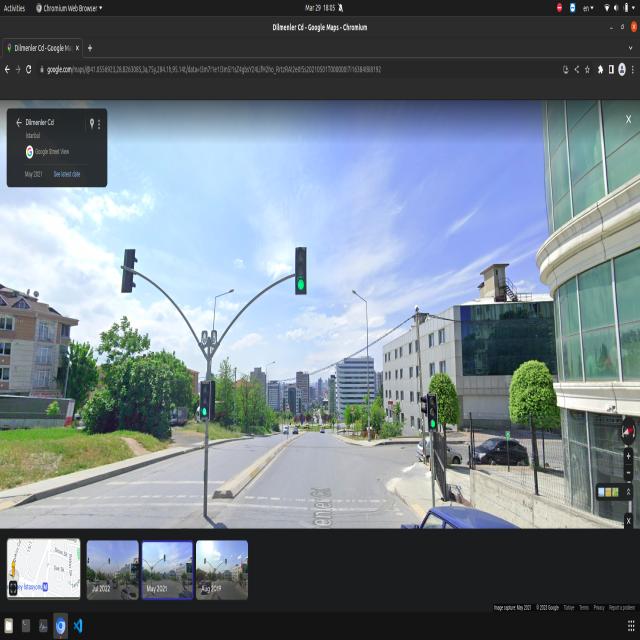 Activities
Chromium Web Browser
Mar 29 18:05
en
Dilmenler Cd - Google Maps - Chromium
Dilmenler Cd - Google Ma
Dilmenler Cd
Istanbul
Google Street View
May 2021
See latest date
Jul 2022
May 2021
Aug 2019
Image capture: May 2021
© 2023 Google
Türkiye
Terms
Privacy
Report a problem